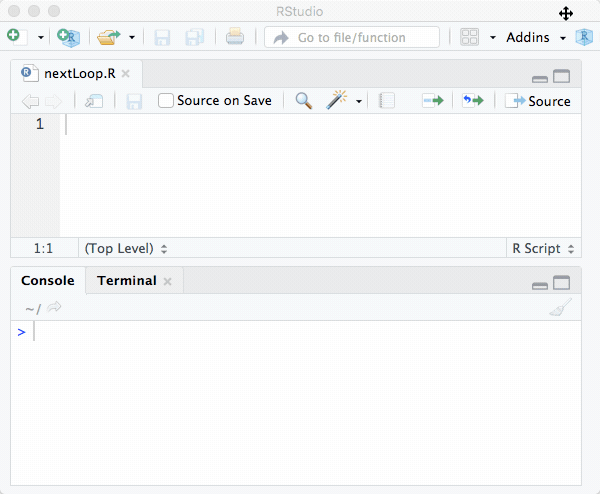 RStudio
Go to file/function Addins
nextLoop.R
Source on Save Source
1
1:1 (Top Level) R Script
Console Terminal
~/
>